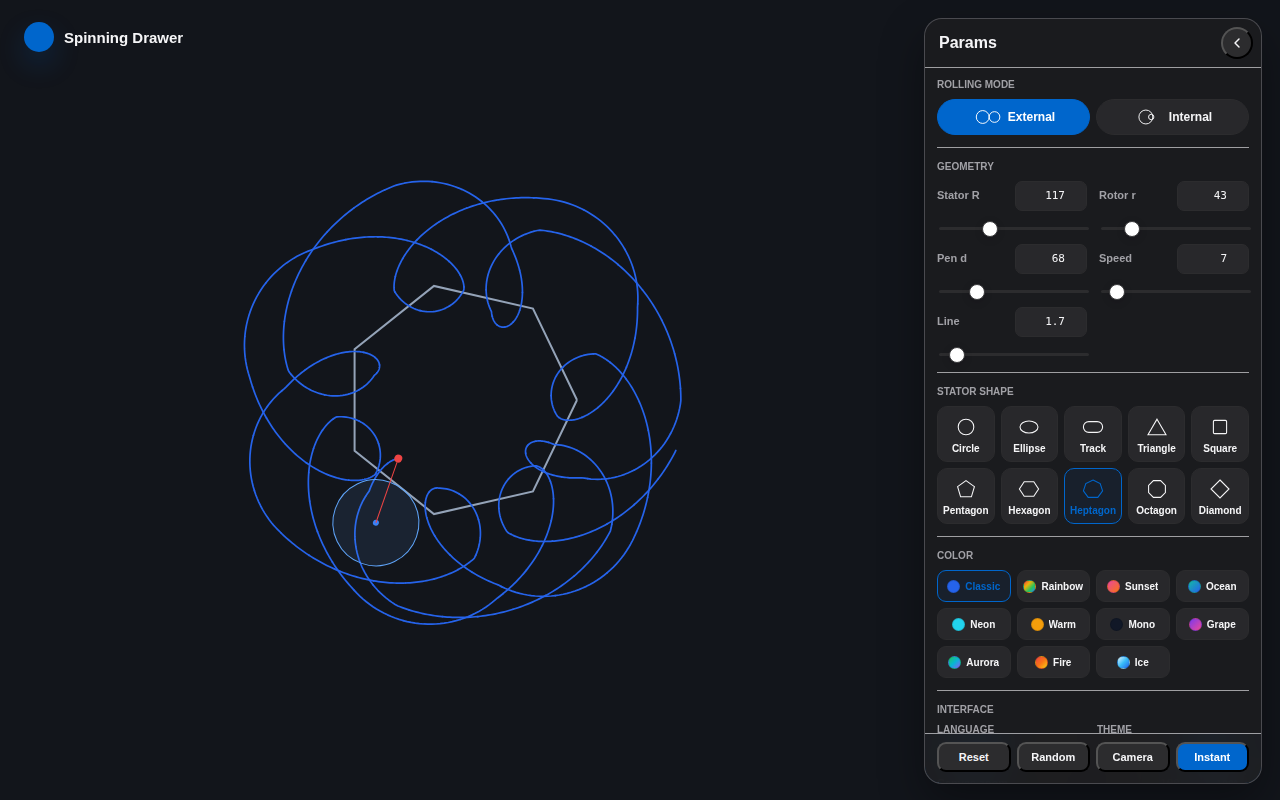 Spinning Drawer
Params
ROLLING MODE
External Internal
GEOMETRY
Stator R 117 Rotor r 43
Pen d 68 Speed 7
Line 1.7
STATOR SHAPE
Circle Ellipse Track Triangle Square
Pentagon Hexagon Heptagon Octagon Diamond
COLOR
Classic Rainbow Sunset Ocean
Neon Warm Mono Grape
Aurora Fire Ice
INTERFACE
LANGUAGE THEME
Reset Random Camera Instant